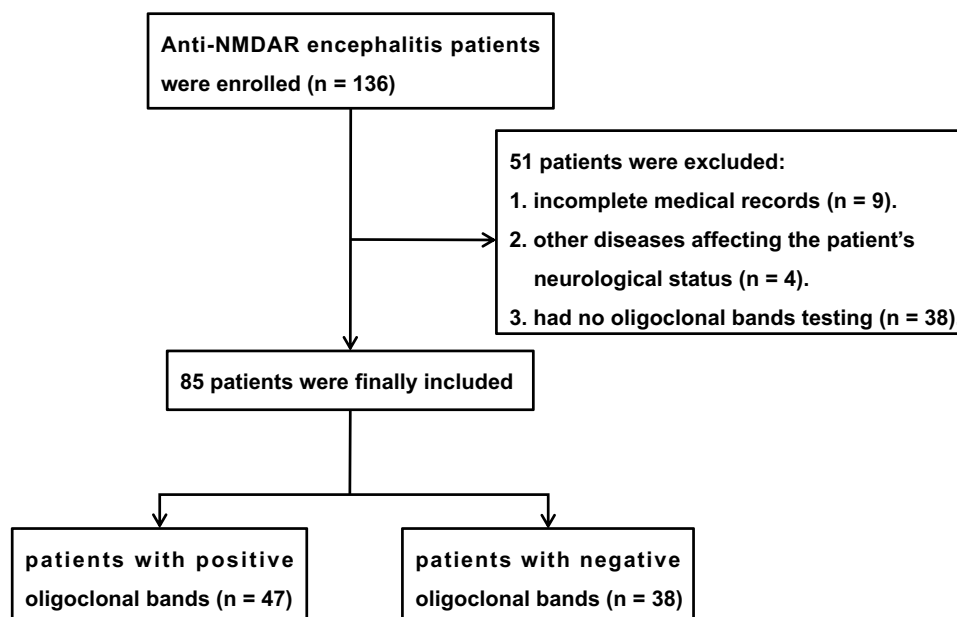 Anti-NMDAR encephalitis patients
were enrolled (n = 136)
51 patients were excluded:
1. incomplete medical records (n = 9).
2. other diseases affecting the patient’s
neurological status (n = 4).
3. had no oligoclonal bands testing (n = 38).
85 patients were finally included
patients with positive
oligoclonal bands (n = 47)
patients with negative
oligoclonal bands (n = 38)